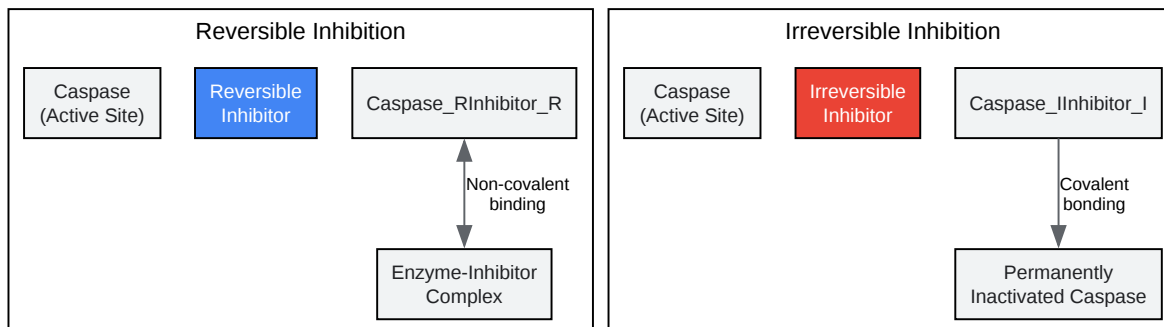 Reversible Inhibition
Caspase
(Active Site)
Reversible
Inhibitor
Caspase_RInhibitor_R
Non-covalent
binding
Enzyme-Inhibitor
Complex
Irreversible Inhibition
Caspase
(Active Site)
Irreversible
Inhibitor
Caspase_IInhibitor_I
Covalent
bonding
Permanently
Inactivated Caspase